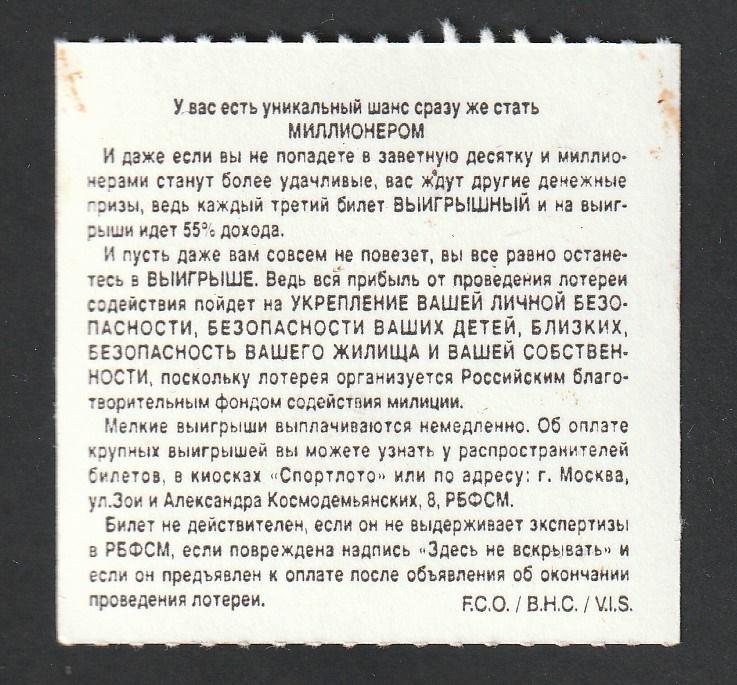 У вас есть уникальный шанс сразу же стать
МИЛЛИОНЕРОМ
И даже если вы не попадете в заветную десятку и миллио-
нерами станут более удачливые, вас ждут другие денежные
призы, ведь каждый третий билет ВЫИГРЫШНЫЙ и на выиг-
рыши идет 55% дохода.
И пусть даже вам совсем не повезет, вы все равно остане-
тесь в ВЫИГРЫШЕ. Ведь вся прибыль от проведения лотереи
содействия пойдет на УКРЕПЛЕНИЕ ВАШЕЙ ЛИЧНОЙ БЕЗО-
ПАСНОСТИ, БЕЗОПАСНОСТИ ВАШИХ ДЕТЕЙ, БЛИЗКИХ,
БЕЗОПАСНОСТЬ ВАШЕГО ЖИЛИЩА И ВАШЕЙ СОБСТВЕН-
НОСТИ, поскольку лотерея организуется Российским благо-
творительным фондом содействия милиции.
Мелкие выигрыши выплачиваются немедленно. Об оплате
крупных выигрышей вы можете узнать у распространителей
билетов, в киосках «Спортлото» или по адресу: г. Москва,
ул.Зои и Александра Космодемьянских, 8, РБФСМ.
Билет не действителен, если он не выдерживает зкспертизы
в РБФСМ, если повреждена надпись «Здесь не вскрывать» и
если он предъявлен к оплате после объявления об окончании
проведения лотереи.
F.C.O. / B.H.C. / V.I.S.